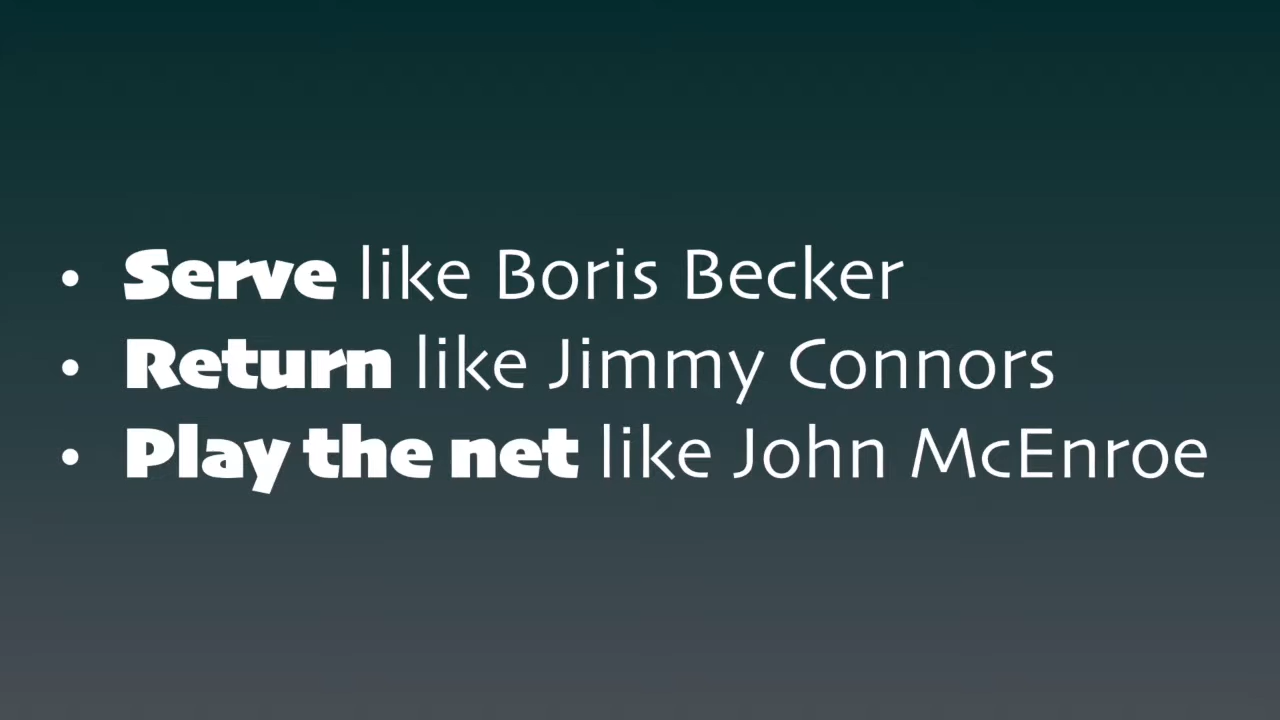 • Serve like Boris Becker
• Return like Jimmy Connors
• Play the net like John McEnroe